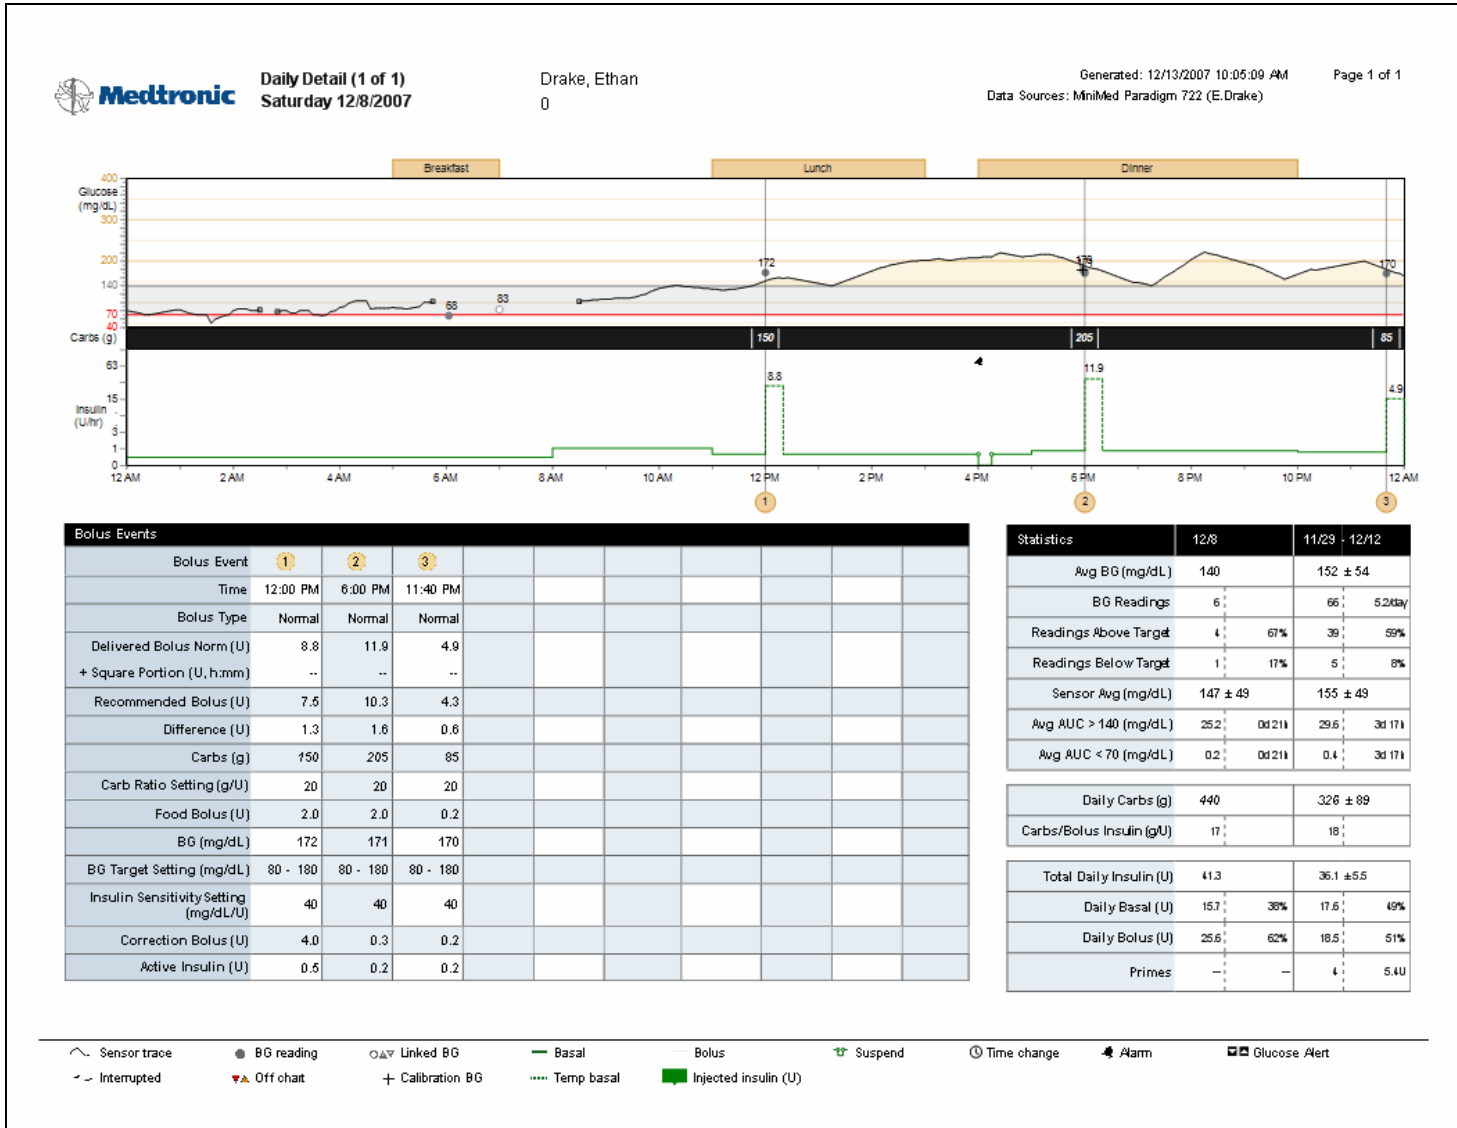 Medtronic
Daily Detail (1 of 1)
Saturday 12/8/2007
Drake, Ethan
0
Generated: 12/13/2007 10:05:09 AM
Page 1 of 1
Data Sources: MiniMed Paradigm 722 (E.Drake)
Breakfast Lunch Dinner
400
Glucose
(mg/dL)
300
200
140
70
40
172
68
83
170
Carbs (g) 150 205 85
63
15
Insulin
(U/hr)
3
1
0
8.8
11.9
4.9
12 AM 2 AM 4 AM 6 AM 8 AM 10 AM 12 PM 2 PM 4 PM 6 PM 8 PM 10 PM 12 AM
1 2 3
Bolus Events
Bolus Event 1 2 3
Time 12:00 PM 6:00 PM 11:40 PM
Bolus Type Normal Normal Normal
Delivered Bolus Norm (U) 8.8 11.9 4.9
+ Square Portion (U, h:mm) -- -- --
Recommended Bolus (U) 7.5 10.3 4.3
Difference (U) 1.3 1.6 0.6
Carbs (g) 150 205 85
Carb Ratio Setting (g/U) 20 20 20
Food Bolus (U) 2.0 2.0 0.2
BG (mg/dL) 172 171 170
BG Target Setting (mg/dL) 80 - 180 80 - 180 80 - 180
Insulin Sensitivity Setting
(mg/dL/U) 40 40 40
Correction Bolus (U) 4.0 0.3 0.2
Active Insulin (U) 0.5 0.2 0.2
Statistics 12/8 11/29 - 12/12
Avg BG (mg/dL) 140 152 ± 54
BG Readings 6 66 5.2/day
Readings Above Target 4 67% 39 59%
Readings Below Target 1 17% 5 8%
Sensor Avg (mg/dL) 147 ± 49 155 ± 49
Avg AUC > 140 (mg/dL) 25.2 0d 21h 29.6 3d 17h
Avg AUC < 70 (mg/dL) 0.2 0d 21h 0.4 3d 17h
Daily Carbs (g) 440 326 ± 89
Carbs/Bolus Insulin (g/U) 17 18
Total Daily Insulin (U) 41.3 36.1 ±5.5
Daily Basal (U) 15.7 38% 17.6 49%
Daily Bolus (U) 25.6 62% 18.5 51%
Primes -- -- 4 5.4U
Sensor trace BG reading Linked BG Basal Bolus Suspend Time change Alarm Glucose Alert
Interrupted Off chart Calibration BG Temp basal Injected insulin (U)